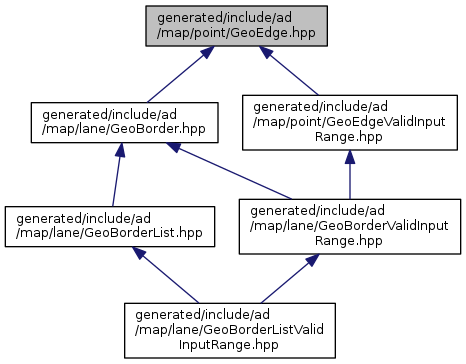 generated/include/ad
/map/point/GeoEdge.hpp
generated/include/ad
/map/lane/GeoBorder.hpp
generated/include/ad
/map/point/GeoEdgeValidInput
Range.hpp
generated/include/ad
/map/lane/GeoBorderList.hpp
generated/include/ad
/map/lane/GeoBorderValidInput
Range.hpp
generated/include/ad
/map/lane/GeoBorderListValid
InputRange.hpp